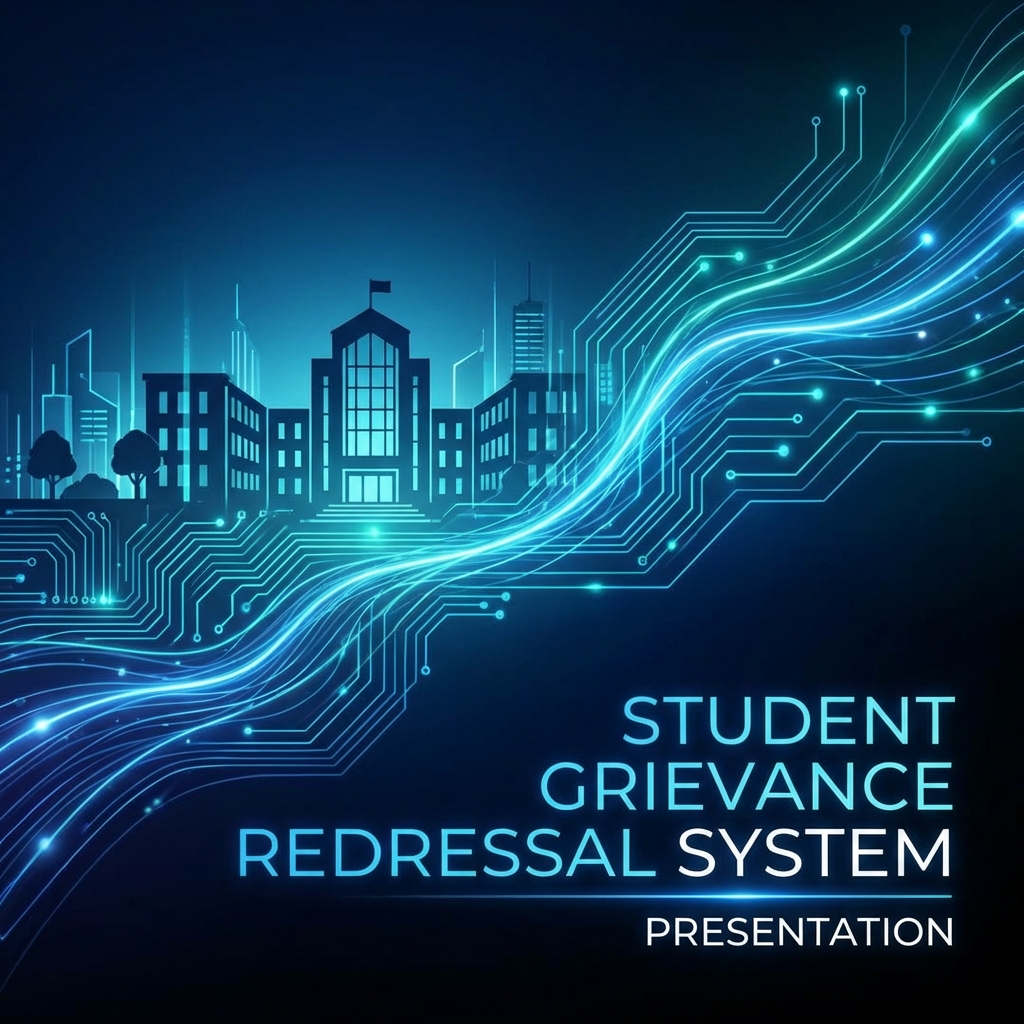 STUDENT
GRIEVANCE
REDRESSAL SYSTEM
PRESENTATION